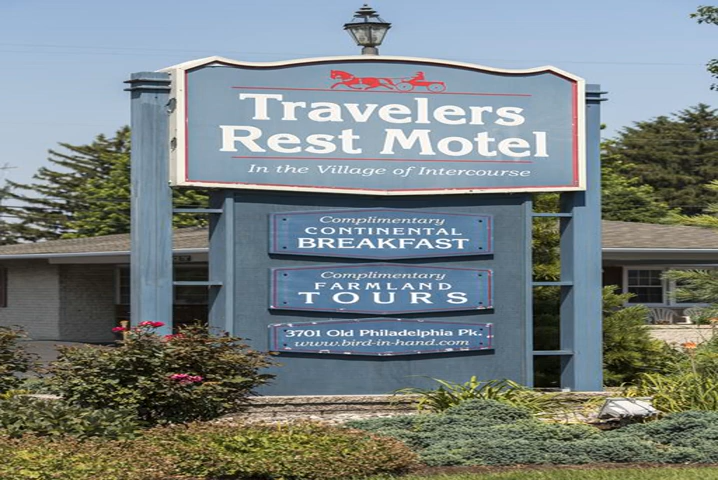 Travelers
Rest Motel
In the Village of Intercourse
Complimentary
CONTINENTAL
BREAKFAST
Complimentary
FARMLAND
TOURS
3701 Old Philadelphia Pk.
www.bird-in-hand.com